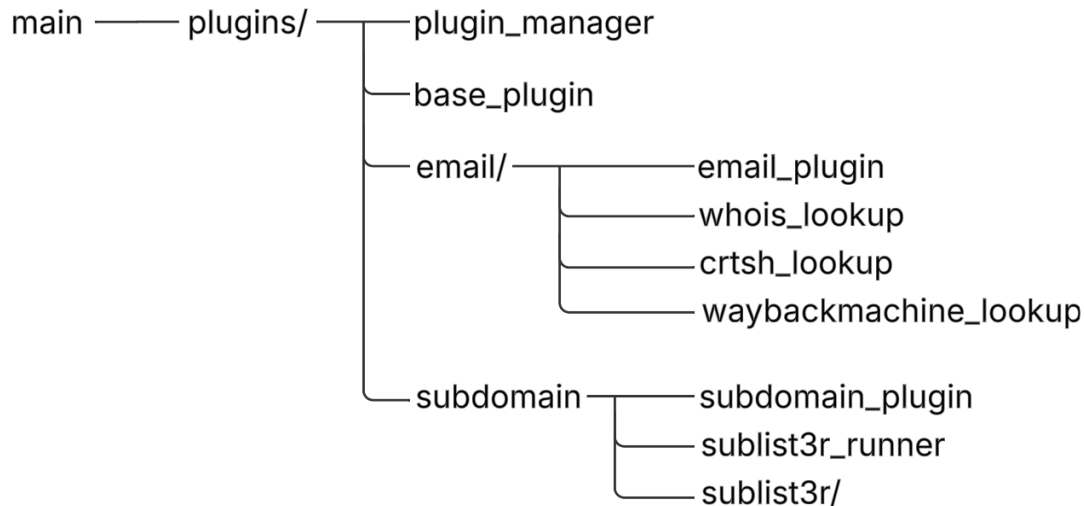 main plugins/ plugin_manager
base_plugin
email/ email_plugin
whois_lookup
crtsh_lookup
waybackmachine_lookup
subdomain subdomain_plugin
sublist3r_runner
sublist3r/